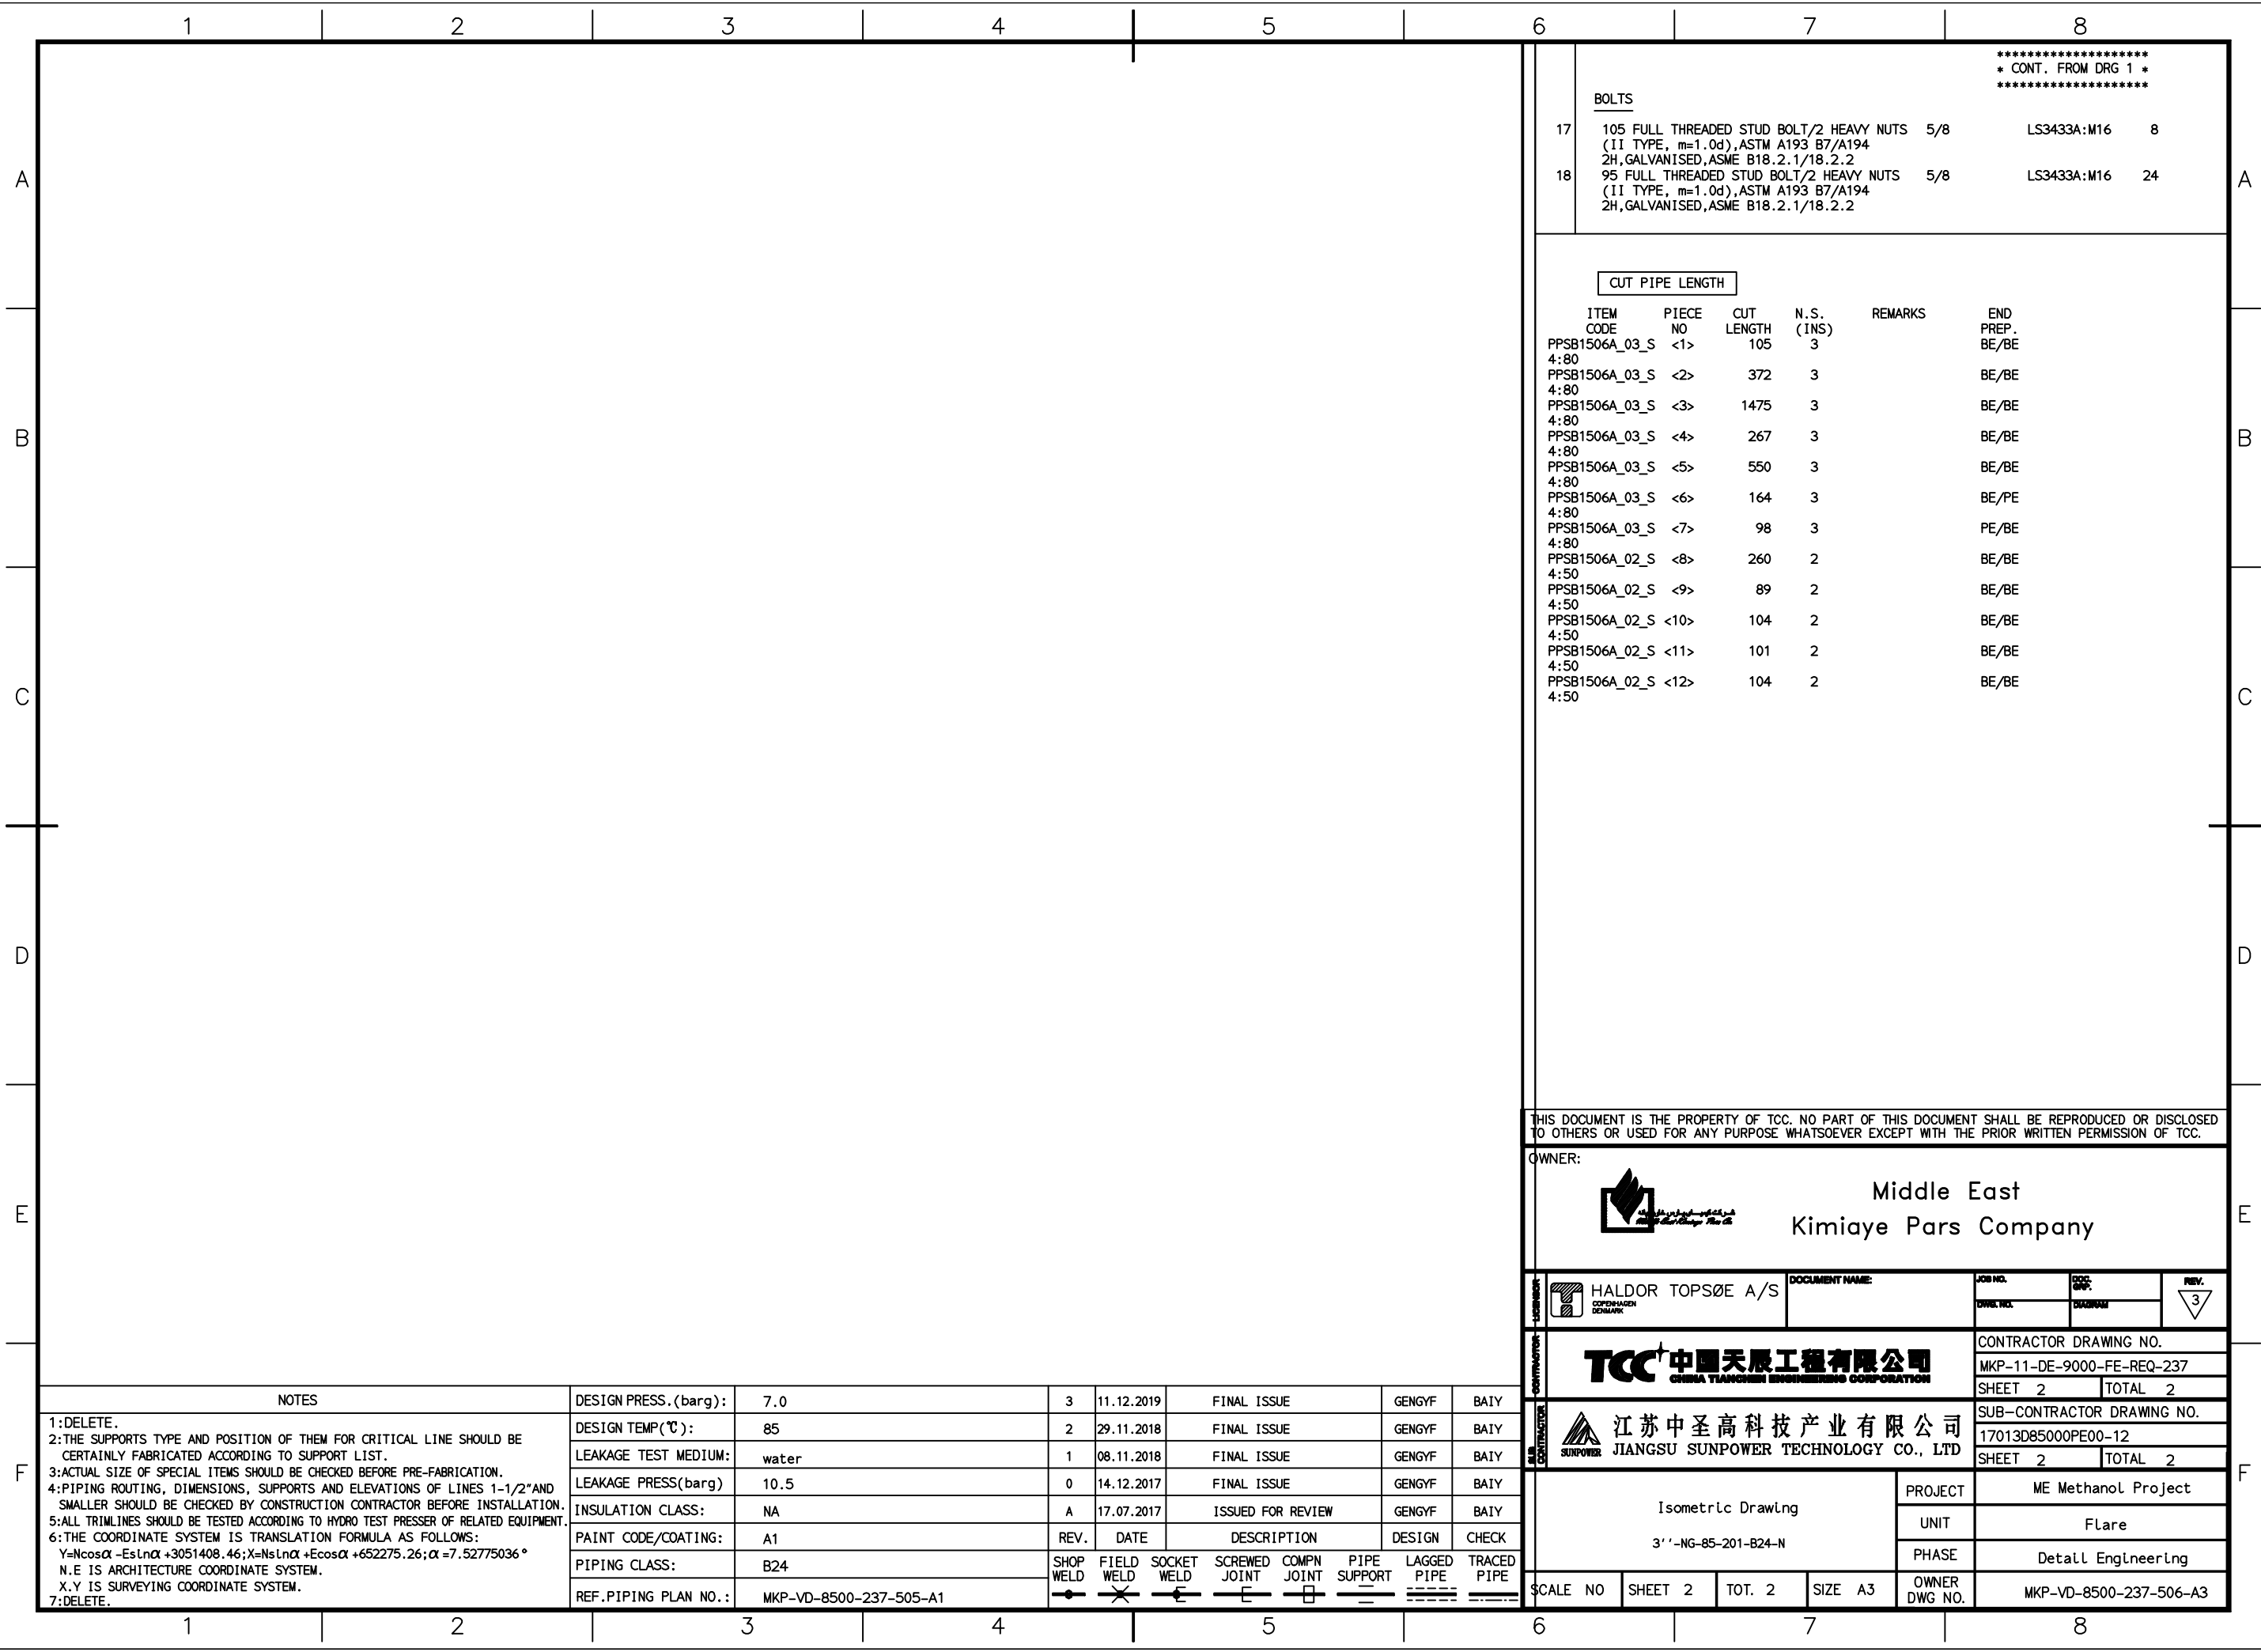 1 2 3 4 5 6 7 8
A
B
C
D
E
F
*********************
* CONT. FROM DRG 1 *
*********************
BOLTS
17 105 FULL THREADED STUD BOLT/2 HEAVY NUTS 5/8 LS3433A:M16 8
(II TYPE, m=1.0d),ASTM A193 B7/A194
2H,GALVANISED,ASME B18.2.1/18.2.2
18 95 FULL THREADED STUD BOLT/2 HEAVY NUTS 5/8 LS3433A:M16 24
(II TYPE, m=1.0d),ASTM A193 B7/A194
2H,GALVANISED,ASME B18.2.1/18.2.2
CUT PIPE LENGTH
ITEM PIECE CUT N.S. REMARKS END
CODE NO LENGTH (INS) PREP.
PPSB1506A_03_S <1> 105 3 BE/BE
4:80
PPSB1506A_03_S <2> 372 3 BE/BE
4:80
PPSB1506A_03_S <3> 1475 3 BE/BE
4:80
PPSB1506A_03_S <4> 267 3 BE/BE
4:80
PPSB1506A_03_S <5> 550 3 BE/BE
4:80
PPSB1506A_03_S <6> 164 3 BE/PE
4:80
PPSB1506A_03_S <7> 98 3 PE/BE
4:80
PPSB1506A_02_S <8> 260 2 BE/BE
4:50
PPSB1506A_02_S <9> 89 2 BE/BE
4:50
PPSB1506A_02_S <10> 104 2 BE/BE
4:50
PPSB1506A_02_S <11> 101 2 BE/BE
4:50
PPSB1506A_02_S <12> 104 2 BE/BE
4:50
A
B
C
D
E
F
THIS DOCUMENT IS THE PROPERTY OF TCC. NO PART OF THIS DOCUMENT SHALL BE REPRODUCED OR DISCLOSED
TO OTHERS OR USED FOR ANY PURPOSE WHATSOEVER EXCEPT WITH THE PRIOR WRITTEN PERMISSION OF TCC.
OWNER:
Middle East
Kimiaye Pars Company
LICENSOR
HALDOR TOPSØE A/S
COPENHAGEN
DENMARK
DOCUMENT NAME:
JOB NO. DOC. GRP. REV.
DWG. NO. DIAGRAM 3
CONTRACTOR
TCC 中国天辰工程有限公司
CHINA TIANCHEN ENGINEERING CORPORATION
CONTRACTOR DRAWING NO.
MKP-11-DE-9000-FE-REQ-237
SHEET 2 TOTAL 2
SUB CONTRACTOR
SUNPOWER
江苏中圣高科技产业有限公司
JIANGSU SUNPOWER TECHNOLOGY CO., LTD
SUB-CONTRACTOR DRAWING NO.
17013D85000PE00-12
SHEET 2 TOTAL 2
Isometric Drawing
3''-NG-85-201-B24-N
PROJECT ME Methanol Project
UNIT Flare
PHASE Detail Engineering
SCALE NO SHEET 2 TOT. 2 SIZE A3 OWNER DWG NO. MKP-VD-8500-237-506-A3
NOTES
1:DELETE.
2:THE SUPPORTS TYPE AND POSITION OF THEM FOR CRITICAL LINE SHOULD BE
CERTAINLY FABRICATED ACCORDING TO SUPPORT LIST.
3:ACTUAL SIZE OF SPECIAL ITEMS SHOULD BE CHECKED BEFORE PRE-FABRICATION.
4:PIPING ROUTING, DIMENSIONS, SUPPORTS AND ELEVATIONS OF LINES 1-1/2"AND
SMALLER SHOULD BE CHECKED BY CONSTRUCTION CONTRACTOR BEFORE INSTALLATION.
5:ALL TRIMLINES SHOULD BE TESTED ACCORDING TO HYDRO TEST PRESSER OF RELATED EQUIPMENT.
6:THE COORDINATE SYSTEM IS TRANSLATION FORMULA AS FOLLOWS:
Y=Ncosα-Esinα+3051408.46;X=Nsinα+Ecosα+652275.26;α=7.52775036°
N.E IS ARCHITECTURE COORDINATE SYSTEM.
X.Y IS SURVEYING COORDINATE SYSTEM.
7:DELETE.
DESIGN PRESS.(barg): 7.0
DESIGN TEMP(℃): 85
LEAKAGE TEST MEDIUM: water
LEAKAGE PRESS(barg) 10.5
INSULATION CLASS: NA
PAINT CODE/COATING: A1
PIPING CLASS: B24
REF.PIPING PLAN NO.: MKP-VD-8500-237-505-A1
3 11.12.2019 FINAL ISSUE GENGYF BAIY
2 29.11.2018 FINAL ISSUE GENGYF BAIY
1 08.11.2018 FINAL ISSUE GENGYF BAIY
0 14.12.2017 FINAL ISSUE GENGYF BAIY
A 17.07.2017 ISSUED FOR REVIEW GENGYF BAIY
REV. DATE DESCRIPTION DESIGN CHECK
SHOP FIELD SOCKET SCREWED COMPN PIPE LAGGED TRACED
WELD WELD WELD JOINT JOINT SUPPORT PIPE PIPE
1 2 3 4 5 6 7 8